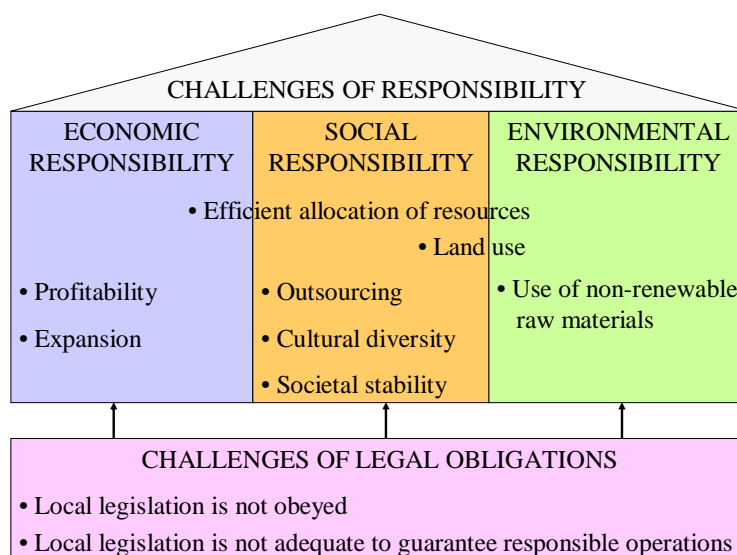 CHALLENGES OF RESPONSIBILITY
ECONOMIC
RESPONSIBILITY
SOCIAL
RESPONSIBILITY
ENVIRONMENTAL
RESPONSIBILITY
• Efficient allocation of resources
• Land use
• Profitability
• Expansion
• Outsourcing
• Cultural diversity
• Societal stability
• Use of non-renewable
raw materials
CHALLENGES OF LEGAL OBLIGATIONS
• Local legislation is not obeyed
• Local legislation is not adequate to guarantee responsible operations